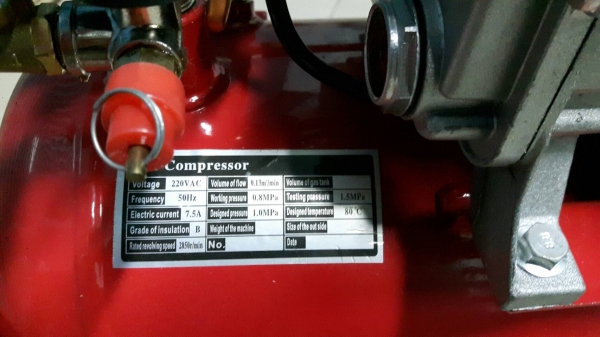 Compressor
Voltage 220VAC Volume of flow 0.13m³/min Volume of gas tank
Frequency 50Hz Working pressure 0.8MPa Testing pressure 1.5MPa
Electric current 7.5A Designed pressure 1.0MPa Designed temperature 80°C
Grade of insulation B Weight of the machine Size of the out side
Rated revolving speed 2850r/min No. Date